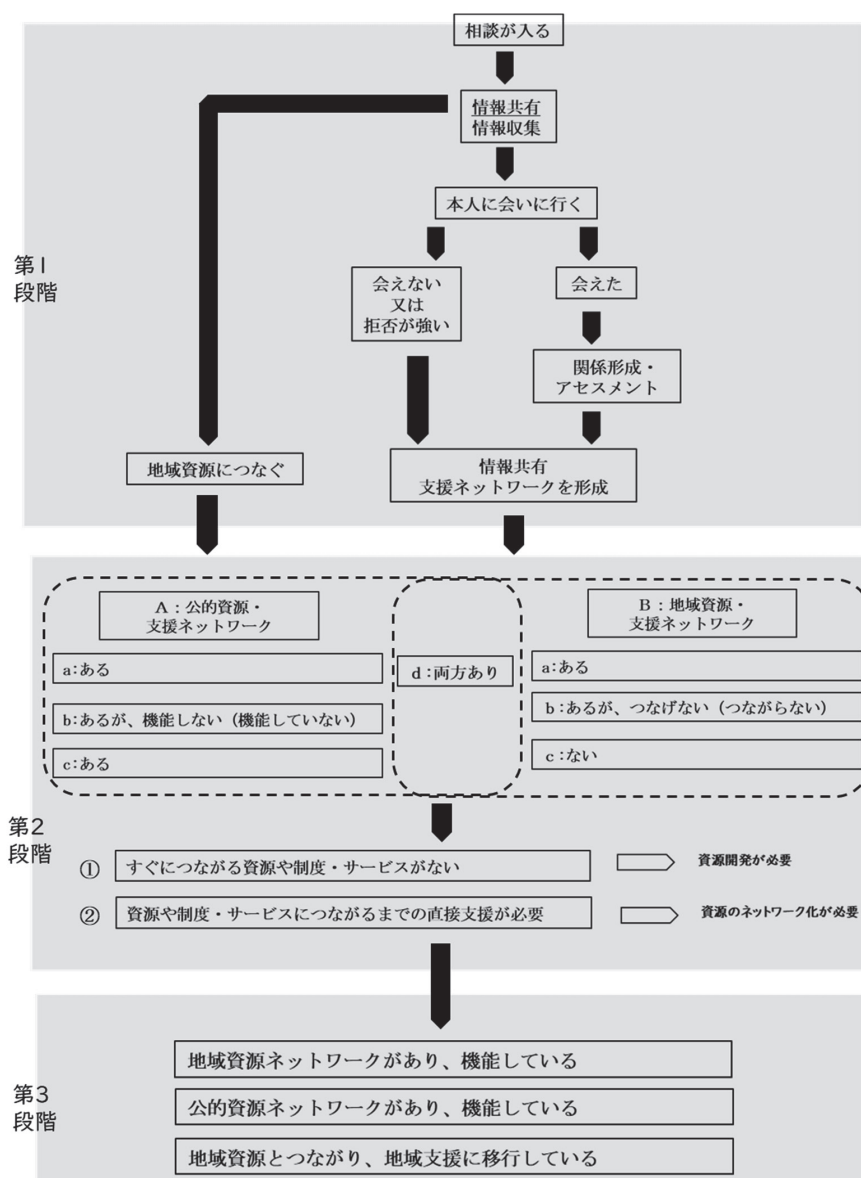 相談が入る
情報共有
情報収集
本人に会いに行く
第1
段階
会えない
又は
拒否が強い
会えた
関係形成・
アセスメント
地域資源につなぐ
情報共有
支援ネットワークを形成
A:公的資源・
支援ネットワーク
B:地域資源・
支援ネットワーク
a:ある
d:両方あり
a:ある
b:あるが、機能しない(機能していない)
b:あるが、つなげない(つながらない)
c:ある
c:ない
第2
段階
① すぐにつながる資源や制度・サービスがない
資源開発が必要
② 資源や制度・サービスにつながるまでの直接支援が必要
資源のネットワーク化が必要
第3
段階
地域資源ネットワークがあり、機能している
公的資源ネットワークがあり、機能している
地域資源とつながり、地域支援に移行している